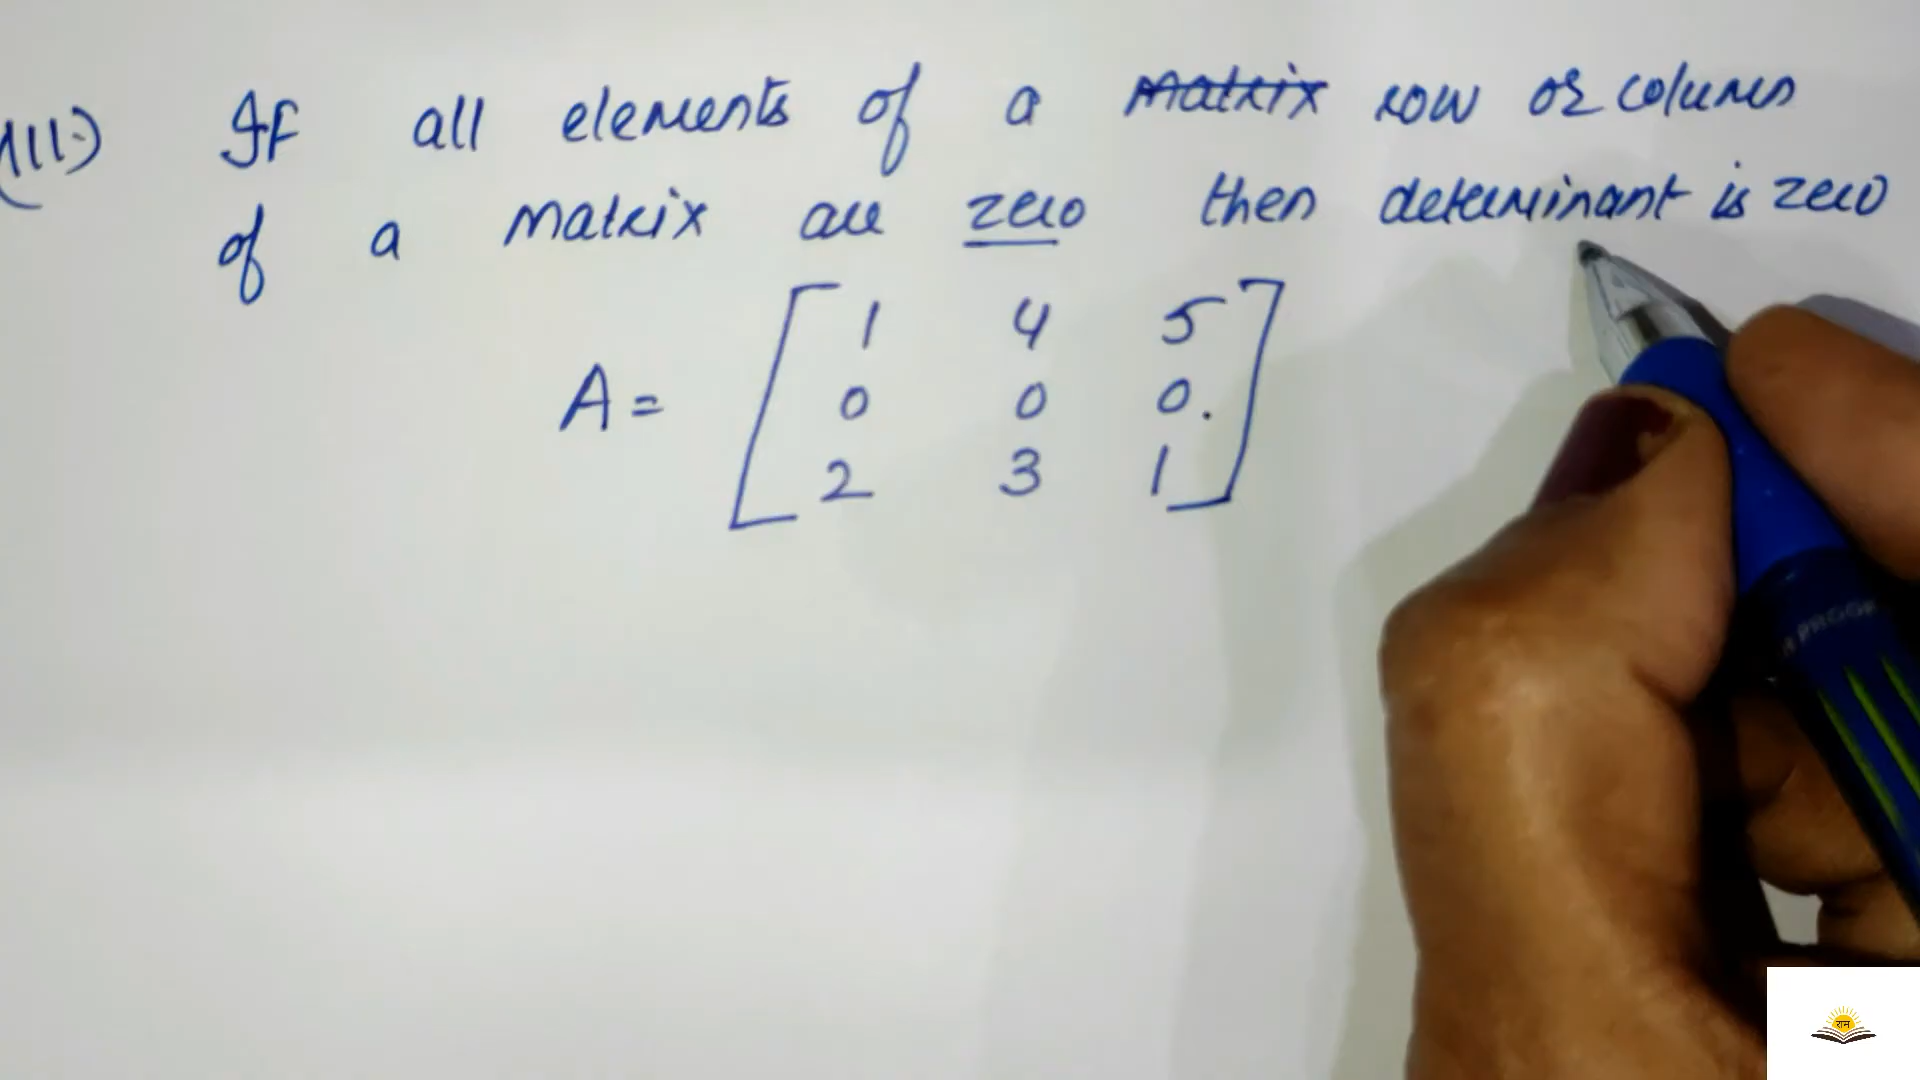 (III.) If all elements of a matrix row or column
of a matrix are zero then determinant is zero
1 4 5
A = 0 0 0.
2 3 1
PROOF
राम